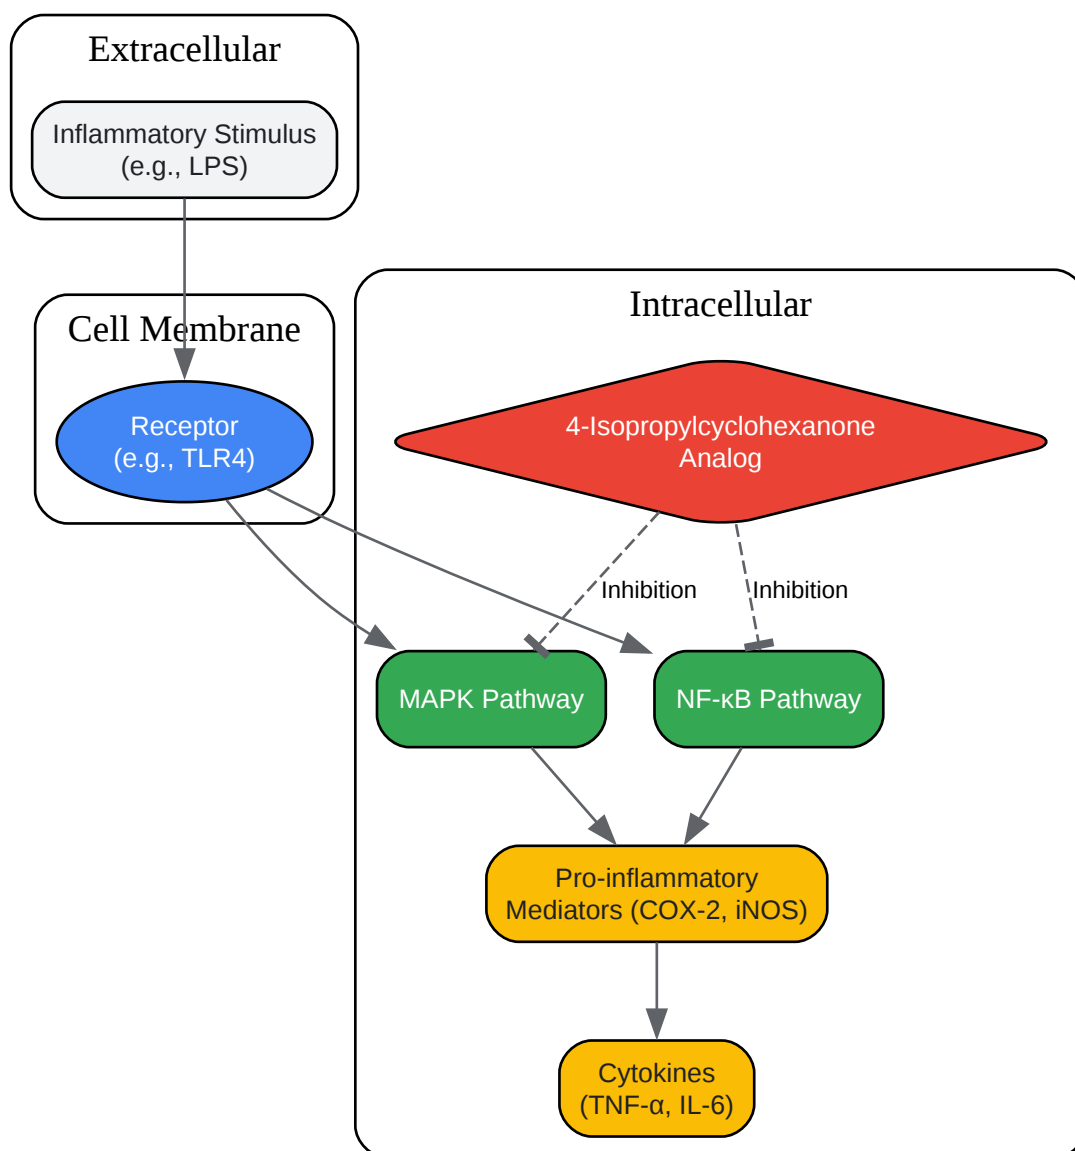 Extracellular
Inflammatory Stimulus
(e.g., LPS)
Cell Membrane
Receptor
(e.g., TLR4)
Intracellular
4-Isopropylcyclohexanone
Analog
Inhibition
Inhibition
MAPK Pathway
NF-κB Pathway
Pro-inflammatory
Mediators (COX-2, iNOS)
Cytokines
(TNF-α, IL-6)